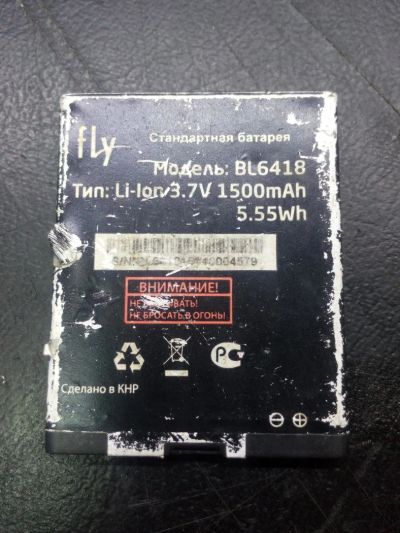 fly
Стандартная батарея
Модель: BL6418
Тип: Li-Ion 3.7V 1500mAh
5.55Wh
ВНИМАНИЕ!
НЕ БРОСАТЬ В ОГОНЬ!
Сделано в КНР